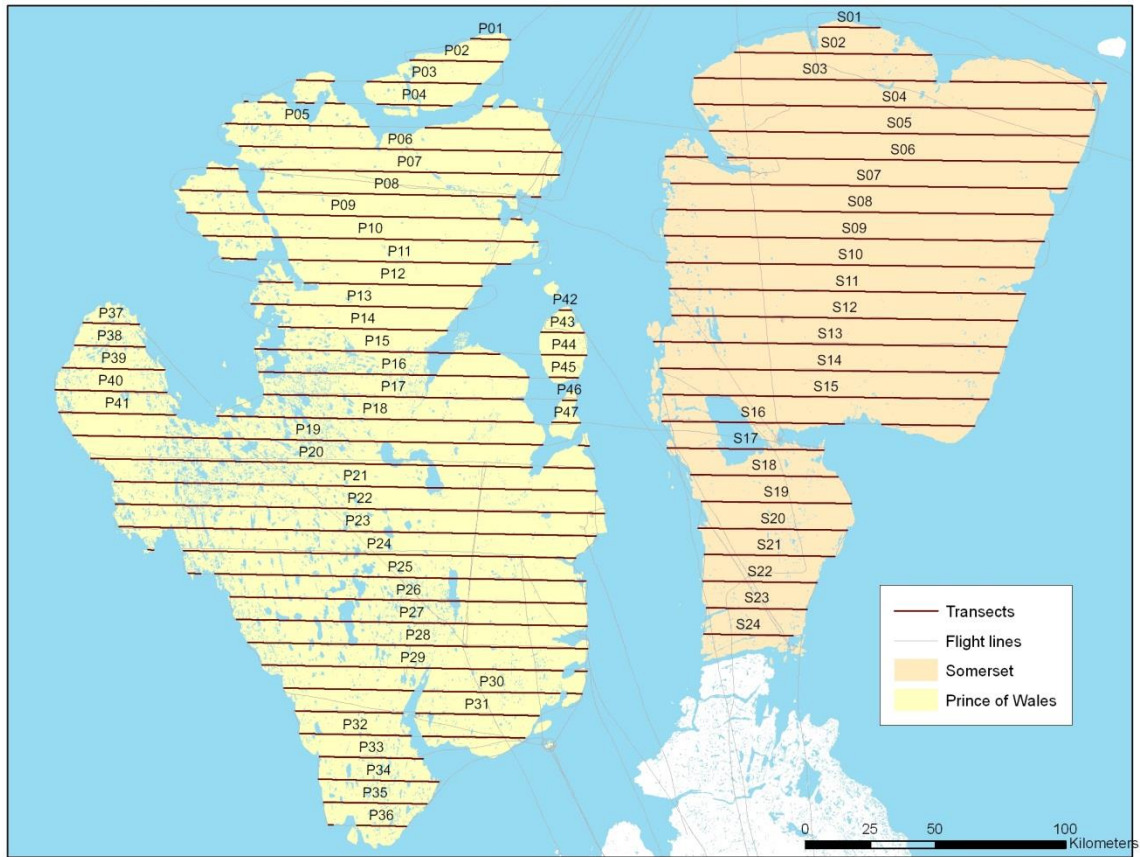 P01
P02
P03
P04
P05
P06
P07
P08
P09
P10
P11
P12
P13
P14
P15
P16
P17
P18
P19
P20
P21
P22
P23
P24
P25
P26
P27
P28
P29
P30
P31
P32
P33
P34
P35
P36
P37
P38
P39
P40
P41
P42
P43
P44
P45
P46
P47
S01
S02
S03
S04
S05
S06
S07
S08
S09
S10
S11
S12
S13
S14
S15
S16
S17
S18
S19
S20
S21
S22
S23
S24
Transects
Flight lines
Somerset
Prince of Wales
0 25 50 100
Kilometers